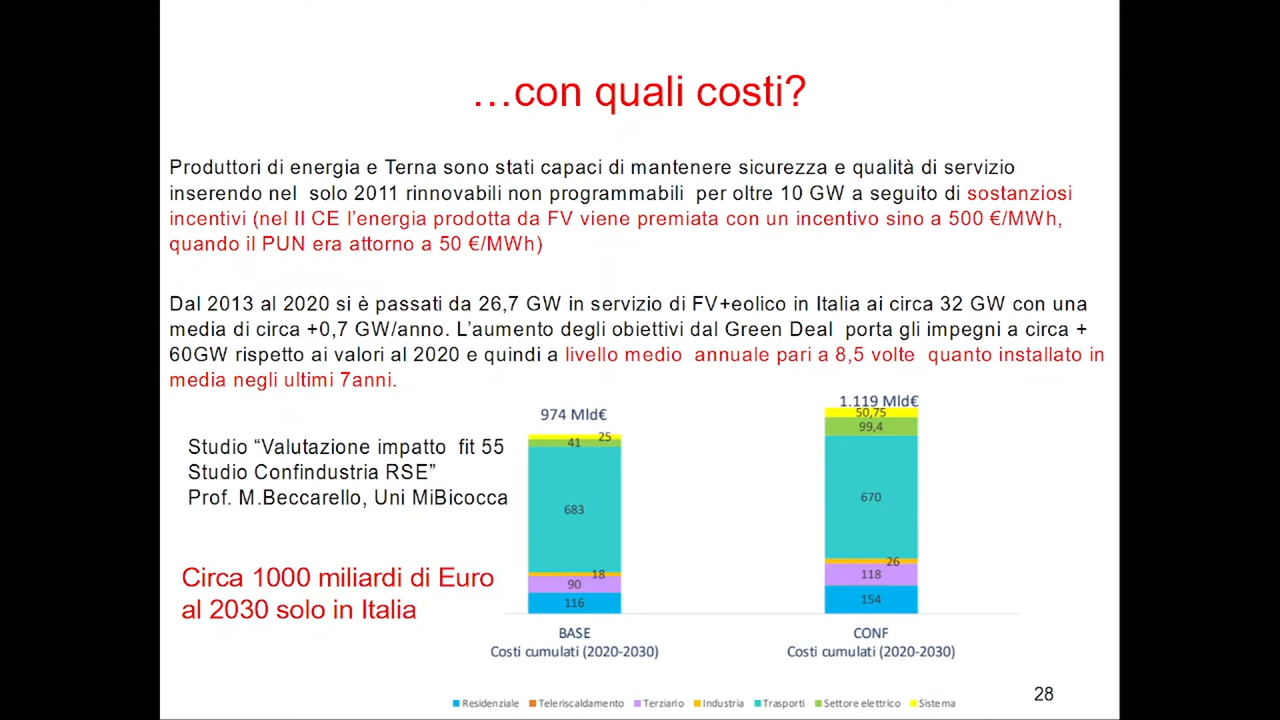 …con quali costi?
Produttori di energia e Terna sono stati capaci di mantenere sicurezza e qualità di servizio
inserendo nel solo 2011 rinnovabili non programmabili per oltre 10 GW a seguito di sostanziosi
incentivi (nel II CE l'energia prodotta da FV viene premiata con un incentivo sino a 500 €/MWh,
quando il PUN era attorno a 50 €/MWh)
Dal 2013 al 2020 si è passati da 26,7 GW in servizio di FV+eolico in Italia ai circa 32 GW con una
media di circa +0,7 GW/anno. L'aumento degli obiettivi dal Green Deal porta gli impegni a circa +
60GW rispetto ai valori al 2020 e quindi a livello medio annuale pari a 8,5 volte quanto installato in
media negli ultimi 7anni.
Studio “Valutazione impatto fit 55
Studio Confindustria RSE”
Prof. M.Beccarello, Uni MiBicocca
Circa 1000 miliardi di Euro
al 2030 solo in Italia
974 Mld€
25
41
683
18
90
116
BASE
Costi cumulati (2020-2030)
1.119 Mld€
50,75
99,4
670
26
118
154
CONF
Costi cumulati (2020-2030)
Residenziale Teleriscaldamento Terziario Industria Trasporti Settore elettrico Sistema
28